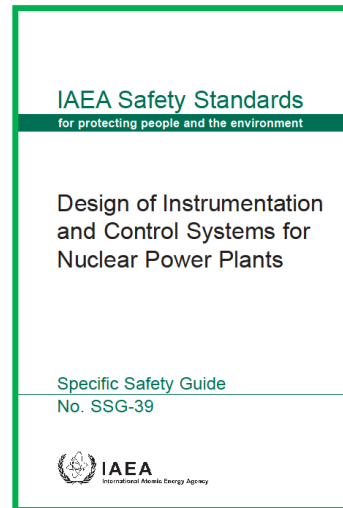 IAEA Safety Standards
for protecting people and the environment
Design of Instrumentation
and Control Systems for
Nuclear Power Plants
Specific Safety Guide
No. SSG-39
IAEA
International Atomic Energy Agency